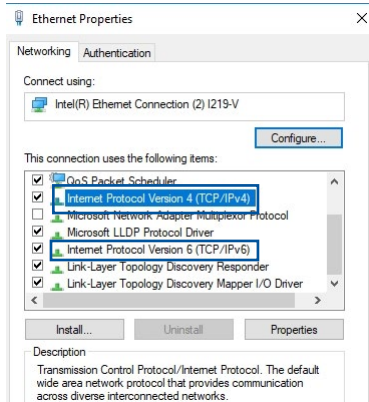 Ethernet Properties
Networking
Authentication
Connect using:
Intel(R) Ethernet Connection (2) I219-V
Configure...
This connection uses the following items:
QoS Packet Scheduler
Internet Protocol Version 4 (TCP/IPv4)
Microsoft Network Adapter Multiplexor Protocol
Microsoft LLDP Protocol Driver
Internet Protocol Version 6 (TCP/IPv6)
Link-Layer Topology Discovery Responder
Link-Layer Topology Discovery Mapper I/O Driver
Install...
Uninstall
Properties
Description
Transmission Control Protocol/Internet Protocol. The default
wide area network protocol that provides communication
across diverse interconnected networks.